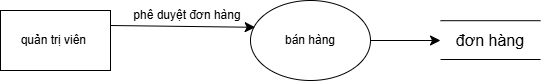 phê duyệt đơn hàng
quản trị viên
bán hàng
đơn hàng